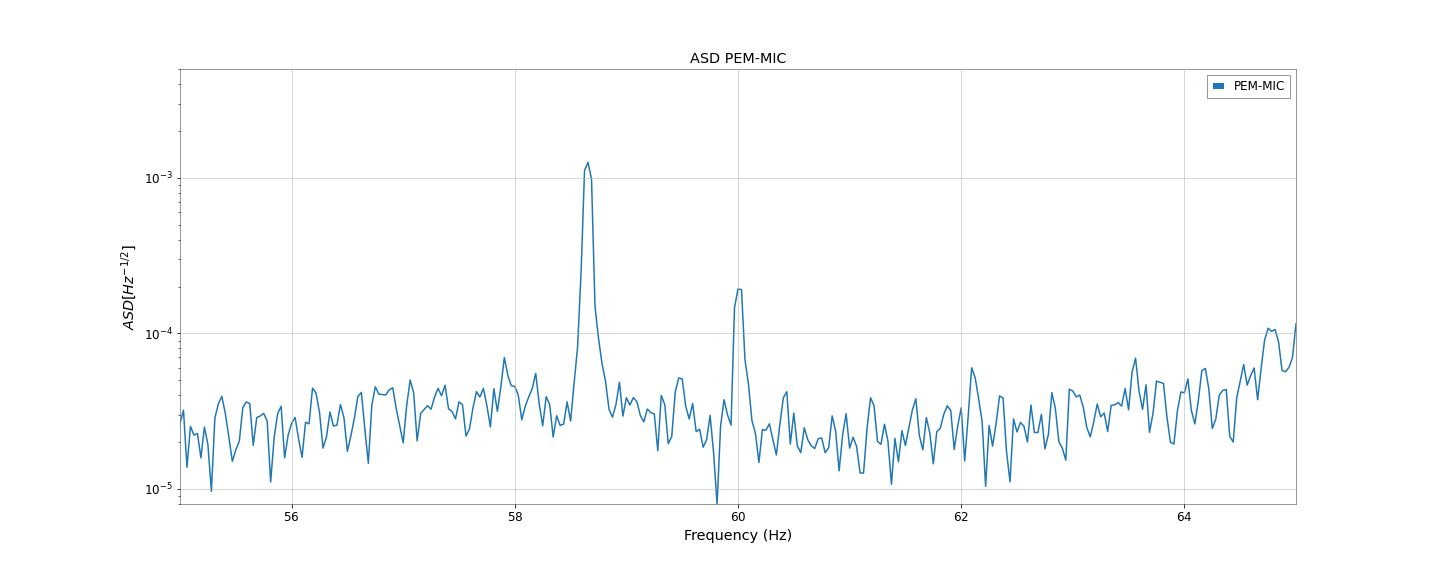 ASD PEM-MIC
PEM-MIC
10⁻³
10⁻⁴
10⁻⁵
ASD[Hz⁻¹/²]
56 58 60 62 64
Frequency (Hz)